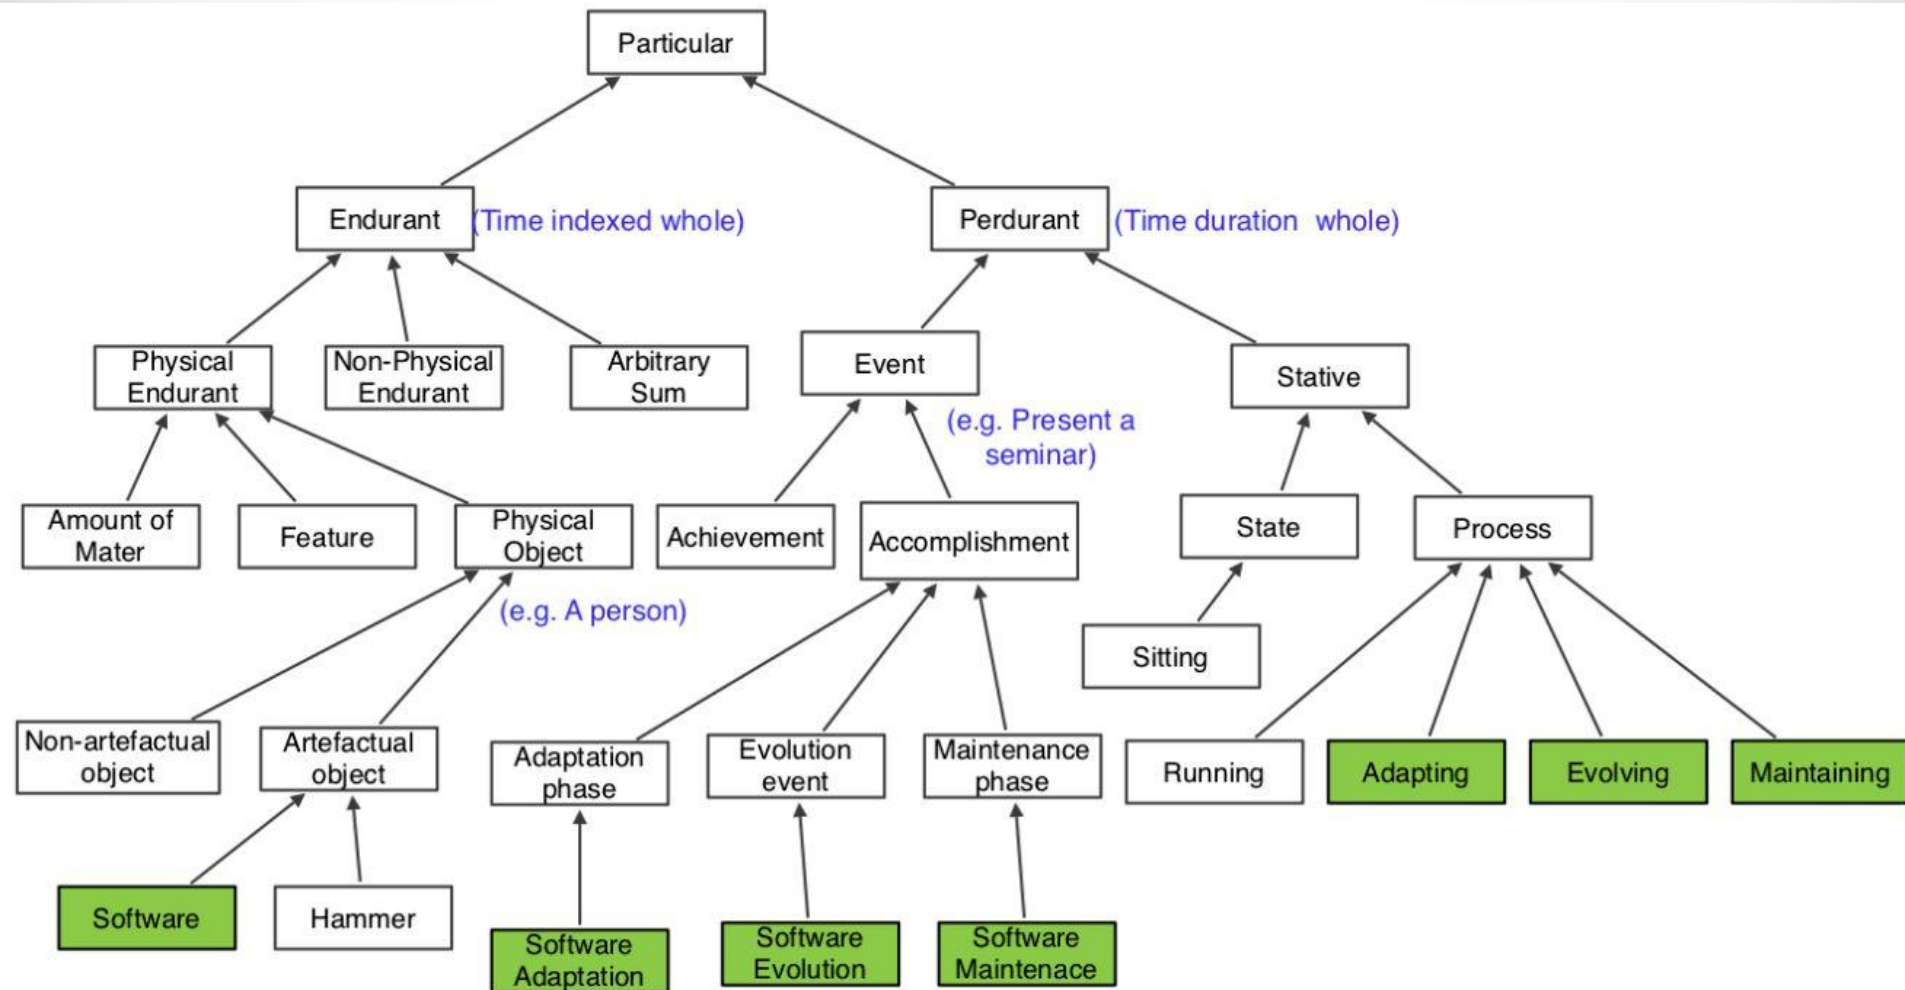 Particular
Endurant
(Time indexed whole)
Perdurant
(Time duration whole)
Physical
Endurant
Non-Physical
Endurant
Arbitrary
Sum
Event
Stative
(e.g. Present a
seminar)
Amount of
Mater
Feature
Physical
Object
Achievement
Accomplishment
State
Process
(e.g. A person)
Sitting
Non-artefactual
object
Artefactual
object
Adaptation
phase
Evolution
event
Maintenance
phase
Running
Adapting
Evolving
Maintaining
Software
Hammer
Software
Adaptation
Software
Evolution
Software
Maintenace